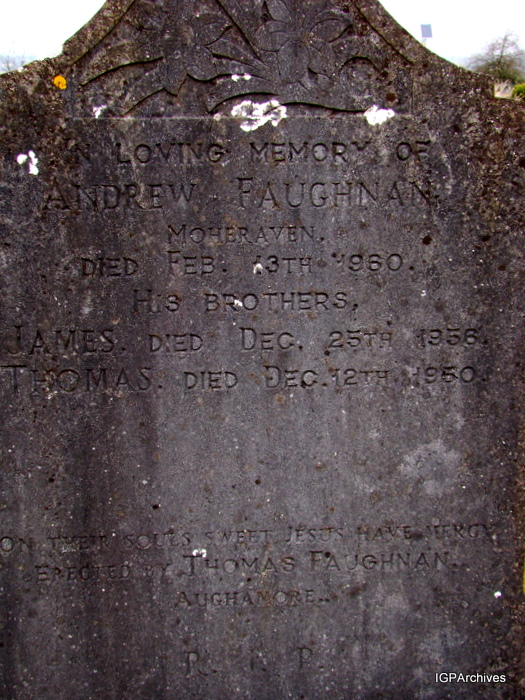 IN LOVING MEMORY OF
ANDREW FAUGHNAN,
MOHERAVEN.
DIED FEB. 13TH 1960.
HIS BROTHERS,
JAMES. DIED DEC. 25TH 1956.
THOMAS. DIED DEC. 12TH 1950.
ON THEIR SOULS SWEET JESUS HAVE MERCY
ERECTED BY THOMAS FAUGHNAN.
AUGHAMORE.
R. I. P.
IGPArchives